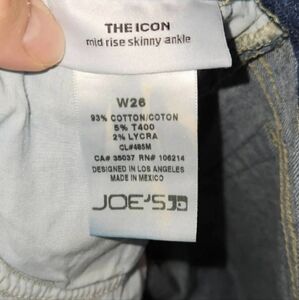 THE ICON
mid rise skinny ankle
W26
93% COTTON/COTON
5% T400
2% LYCRA
CL#485M
CA# 35037 RN# 106214
DESIGNED IN LOS ANGELES
MADE IN MEXICO
JOE'S